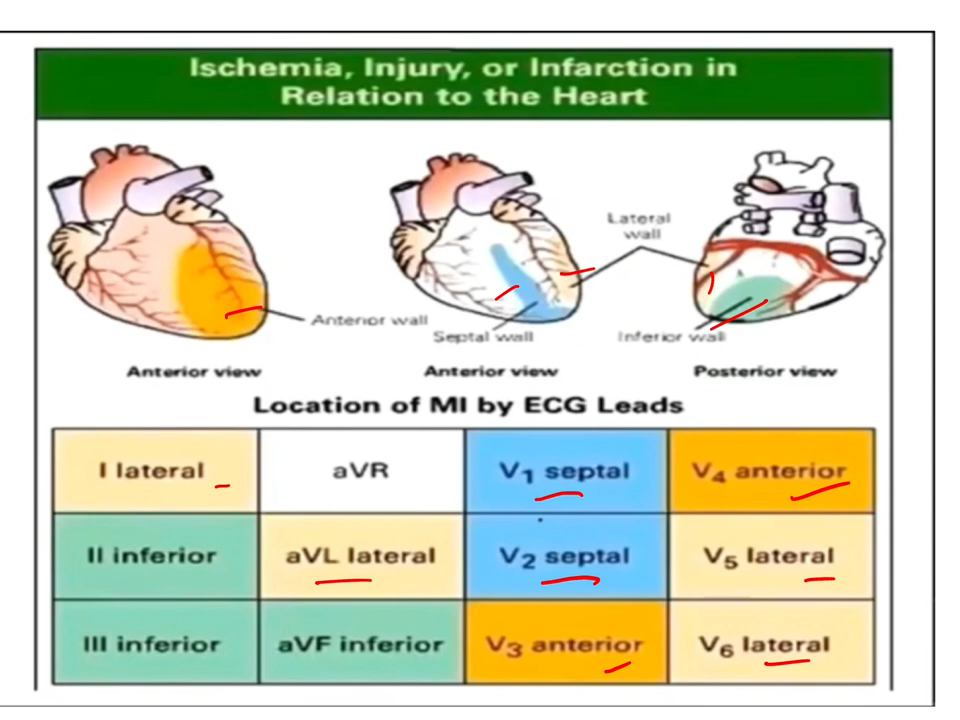 Ischemia, Injury, or Infarction in
Relation to the Heart
Lateral
wall
Anterior wall
Septal wall
Inferior wall
Anterior view
Anterior view
Posterior view
Location of MI by ECG Leads
I lateral
aVR
V₁ septal
V₄ anterior
II inferior
aVL lateral
V₂ septal
V₅ lateral
III inferior
aVF inferior
V₃ anterior
V₆ lateral